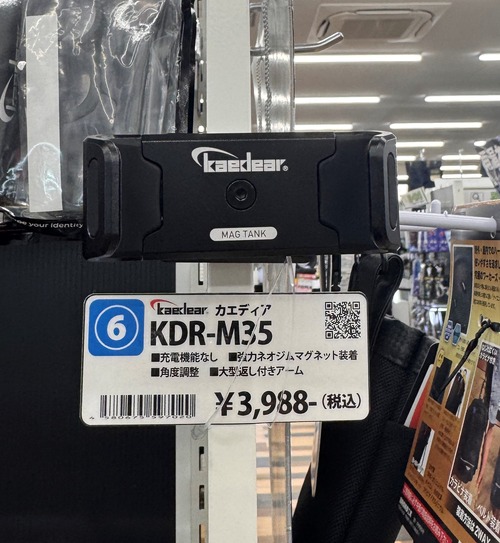 kaedear®
MAG TANK
e your identity
⑥
kaedear カエディア
KDR-M35
■充電機能なし ■強力ネオジムマグネット装着
■角度調整 ■大型返し付きアーム
¥3,988-(税込)